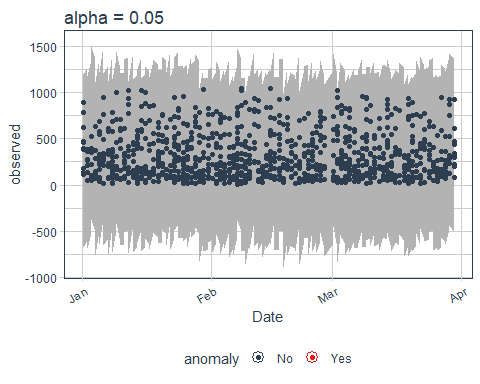 alpha = 0.05
1500
1000
500
0
-500
-1000
observed
Jan
Feb
Mar
Apr
Date
anomaly No Yes